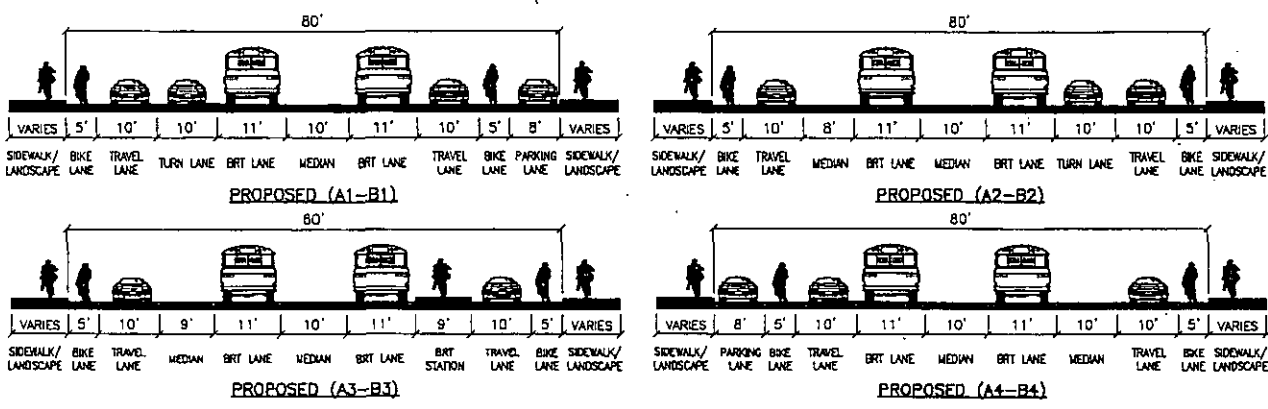 80'
VARIES 5' 10' 10' 11' 10' 11' 10' 5' 8' VARIES
SIDEWALK/ BIKE TRAVEL TURN LANE BRT LANE MEDIAN BRT LANE TRAVEL BIKE PARKING SIDEWALK/
LANDSCAPE LANE LANE LANE LANE LANE LANDSCAPE
PROPOSED (A1-B1)
80'
VARIES 5' 10' 8' 11' 10' 11' 10' 10' 5' VARIES
SIDEWALK/ BIKE TRAVEL MEDIAN BRT LANE MEDIAN BRT LANE TURN LANE TRAVEL BIKE SIDEWALK/
LANDSCAPE LANE LANE LANE LANE LANDSCAPE
PROPOSED (A2-B2)
80'
VARIES 5' 10' 9' 11' 10' 11' 9' 10' 5' VARIES
SIDEWALK/ BIKE TRAVEL MEDIAN BRT LANE MEDIAN BRT LANE BRT TRAVEL BIKE SIDEWALK/
LANDSCAPE LANE LANE STATION LANE LANE LANDSCAPE
PROPOSED (A3-B3)
80'
VARIES 8' 5' 10' 11' 10' 11' 10' 10' 5' VARIES
SIDEWALK/ PARKING BIKE TRAVEL BRT LANE MEDIAN BRT LANE MEDIAN TRAVEL BIKE SIDEWALK/
LANDSCAPE LANE LANE LANE LANE LANE LANDSCAPE
PROPOSED (A4-B4)